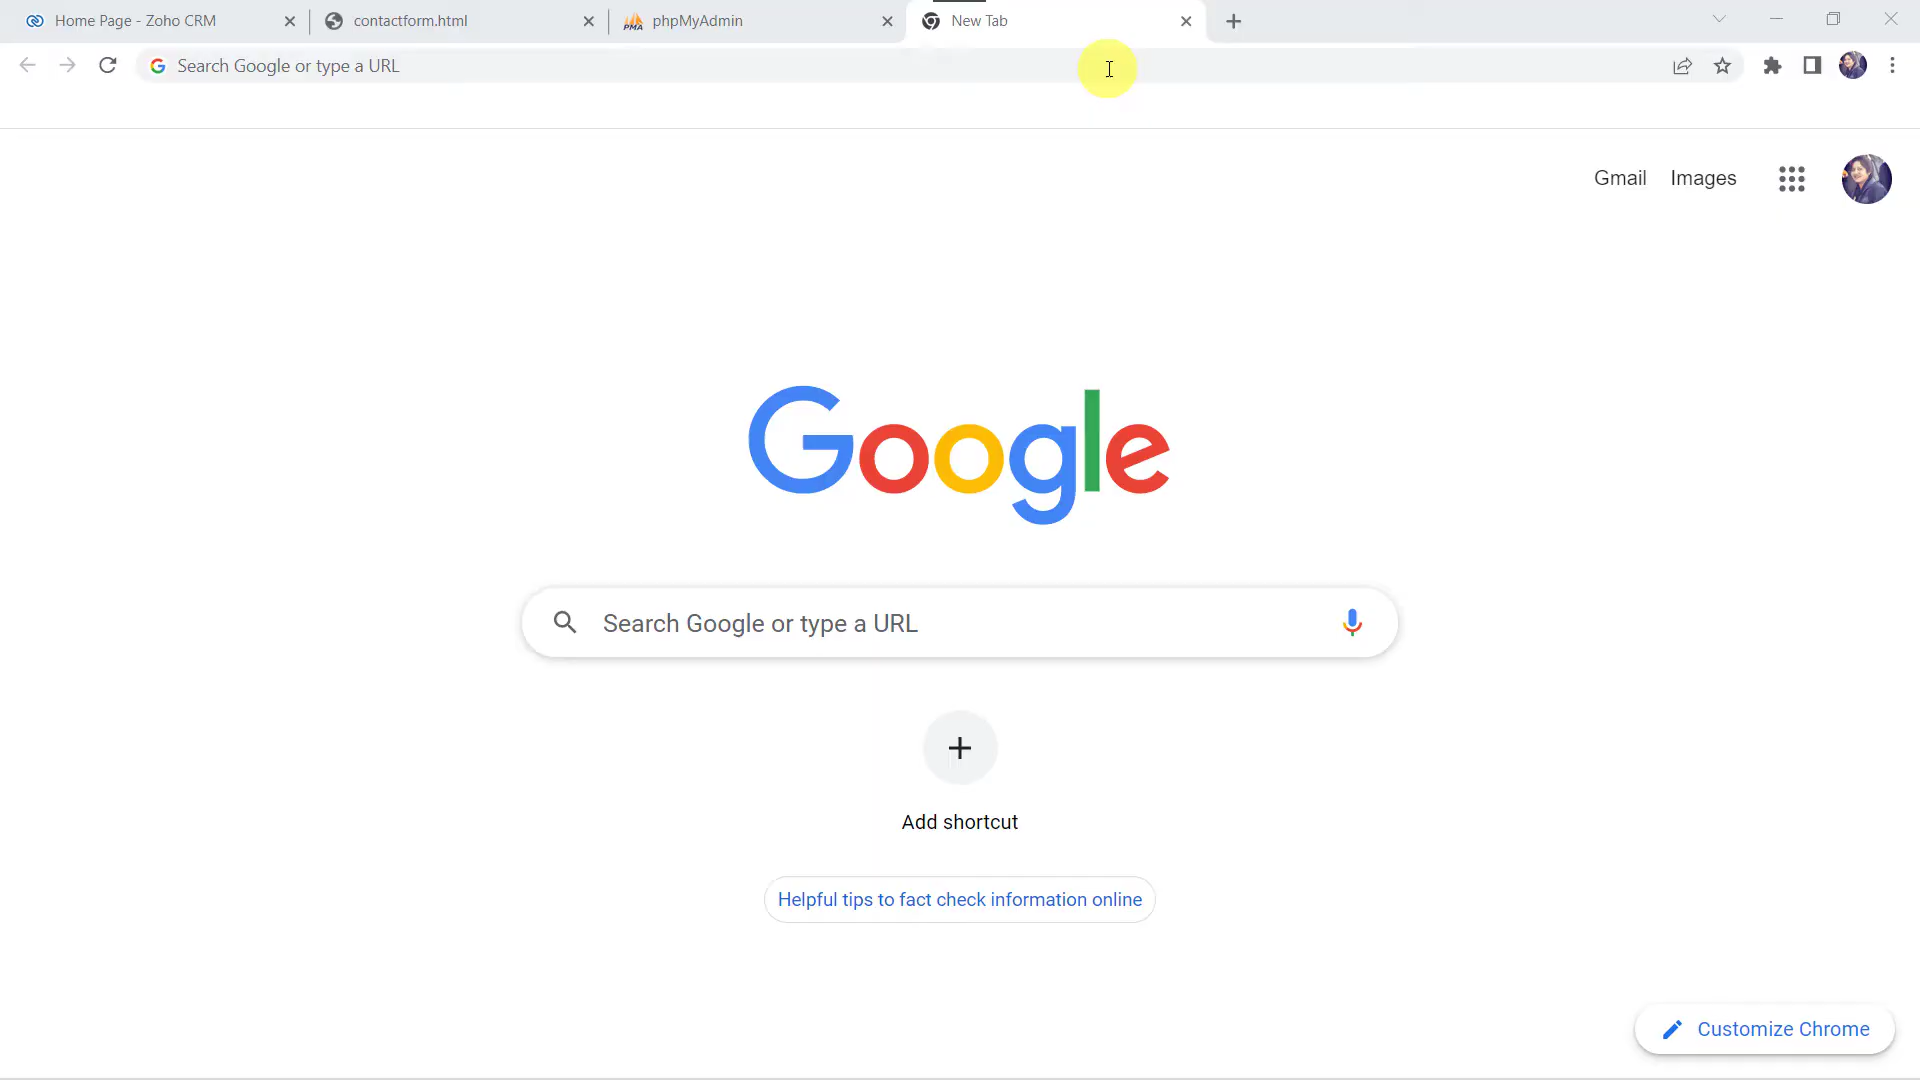 Home Page - Zoho CRM
contactform.html
PMA
phpMyAdmin
New Tab
Search Google or type a URL
Gmail
Images
Google
Search Google or type a URL
Add shortcut
Helpful tips to fact check information online
Customize Chrome